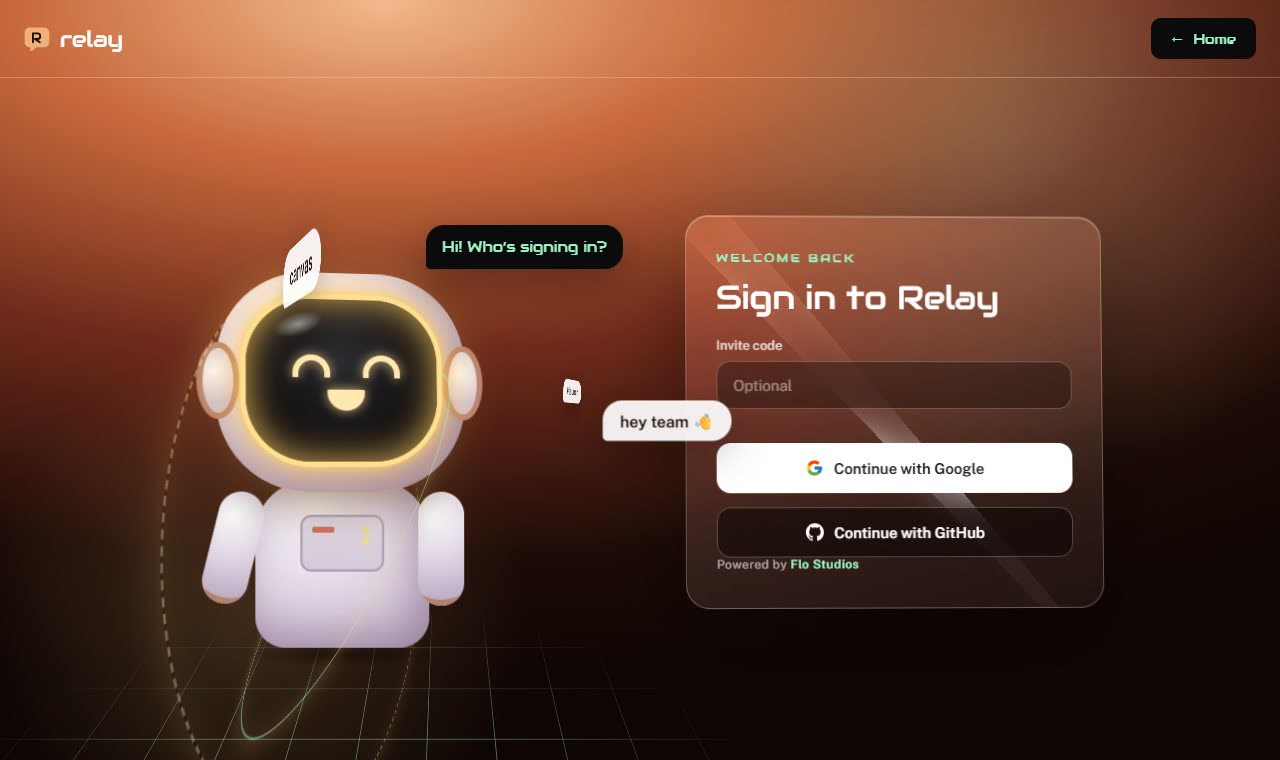 R relay
← Home
Hi! Who's signing in?
canvas
WELCOME BACK
Sign in to Relay
Invite code
Optional
hey team 👋
Continue with Google
Continue with GitHub
Powered by Flo Studios